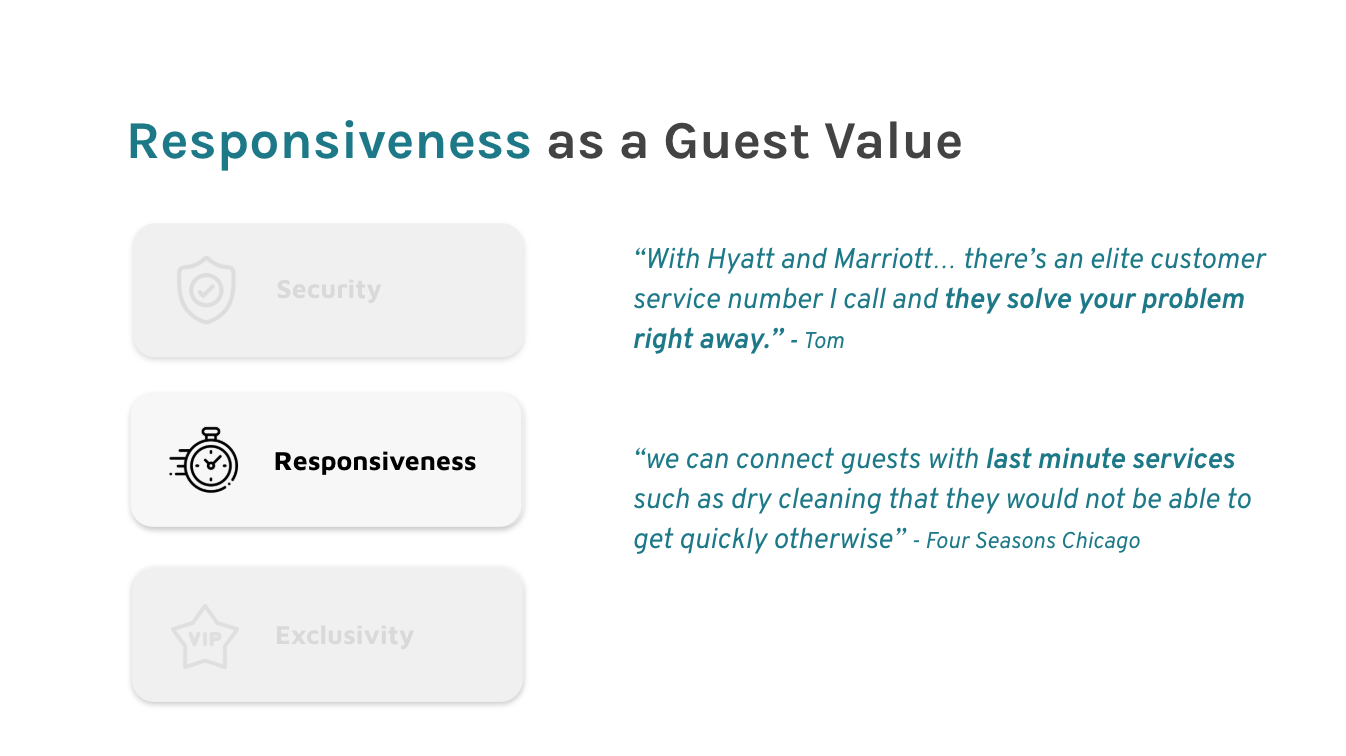 Responsiveness as a Guest Value
Security
Responsiveness
VIP
Exclusivity
“With Hyatt and Marriott… there’s an elite customer
service number I call and they solve your problem
right away.” - Tom
“we can connect guests with last minute services
such as dry cleaning that they would not be able to
get quickly otherwise” - Four Seasons Chicago